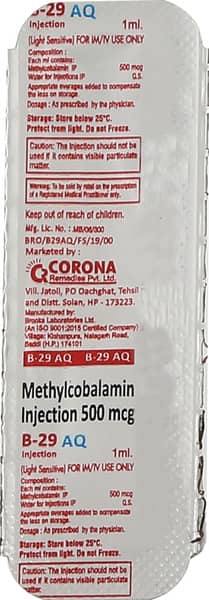 B-29 AQ
Injection 1ml.
(Light Sensitive) FOR IM/IV USE ONLY
Composition :
Each ml contains:
Methylcobalamin IP 500 mcg
Water for Injections IP Q.S.
Appropriate overages added to compensate
the less on storage.
Dosage : As prescribed by the physician.
Storage: Store below 25°C.
Protect from light. Do not Freeze.
Caution: The Injection should not be
used if it contains visible particulate
matter.
Warning: To be sold by retail on the prescription
of a Registered Medical Practitioner only.
Keep out of reach of children.
Mfg. Lic. No. : MB/06/300
BRO/B29AQ/FS/19/00
Marketed by :
CORONA
Remedies Pvt. Ltd.
Vill. Jatoli, PO Oachghat, Tehsil
and Distt. Solan, HP - 173223.
Manufactured by:
Brooks Laboratories Ltd.
(An ISO 9001:2015 Certified Company)
Village: Kishanpura, Nalagarh Road,
Baddi (H.P.) 174101
B-29 AQ B-29 AQ
Methylcobalamin
Injection 500 mcg
B-29 AQ
Injection 1ml.
(Light Sensitive) FOR IM/IV USE ONLY
Composition :
Each ml contains:
Methylcobalamin IP 500 mcg
Water for Injections IP Q.S.
Appropriate overages added to compensate
the less on storage.
Dosage : As prescribed by the physician.
Storage: Store below 25°C.
Protect from light. Do not Freeze.
Caution: The Injection should not be
used if it contains visible particulate
matter.